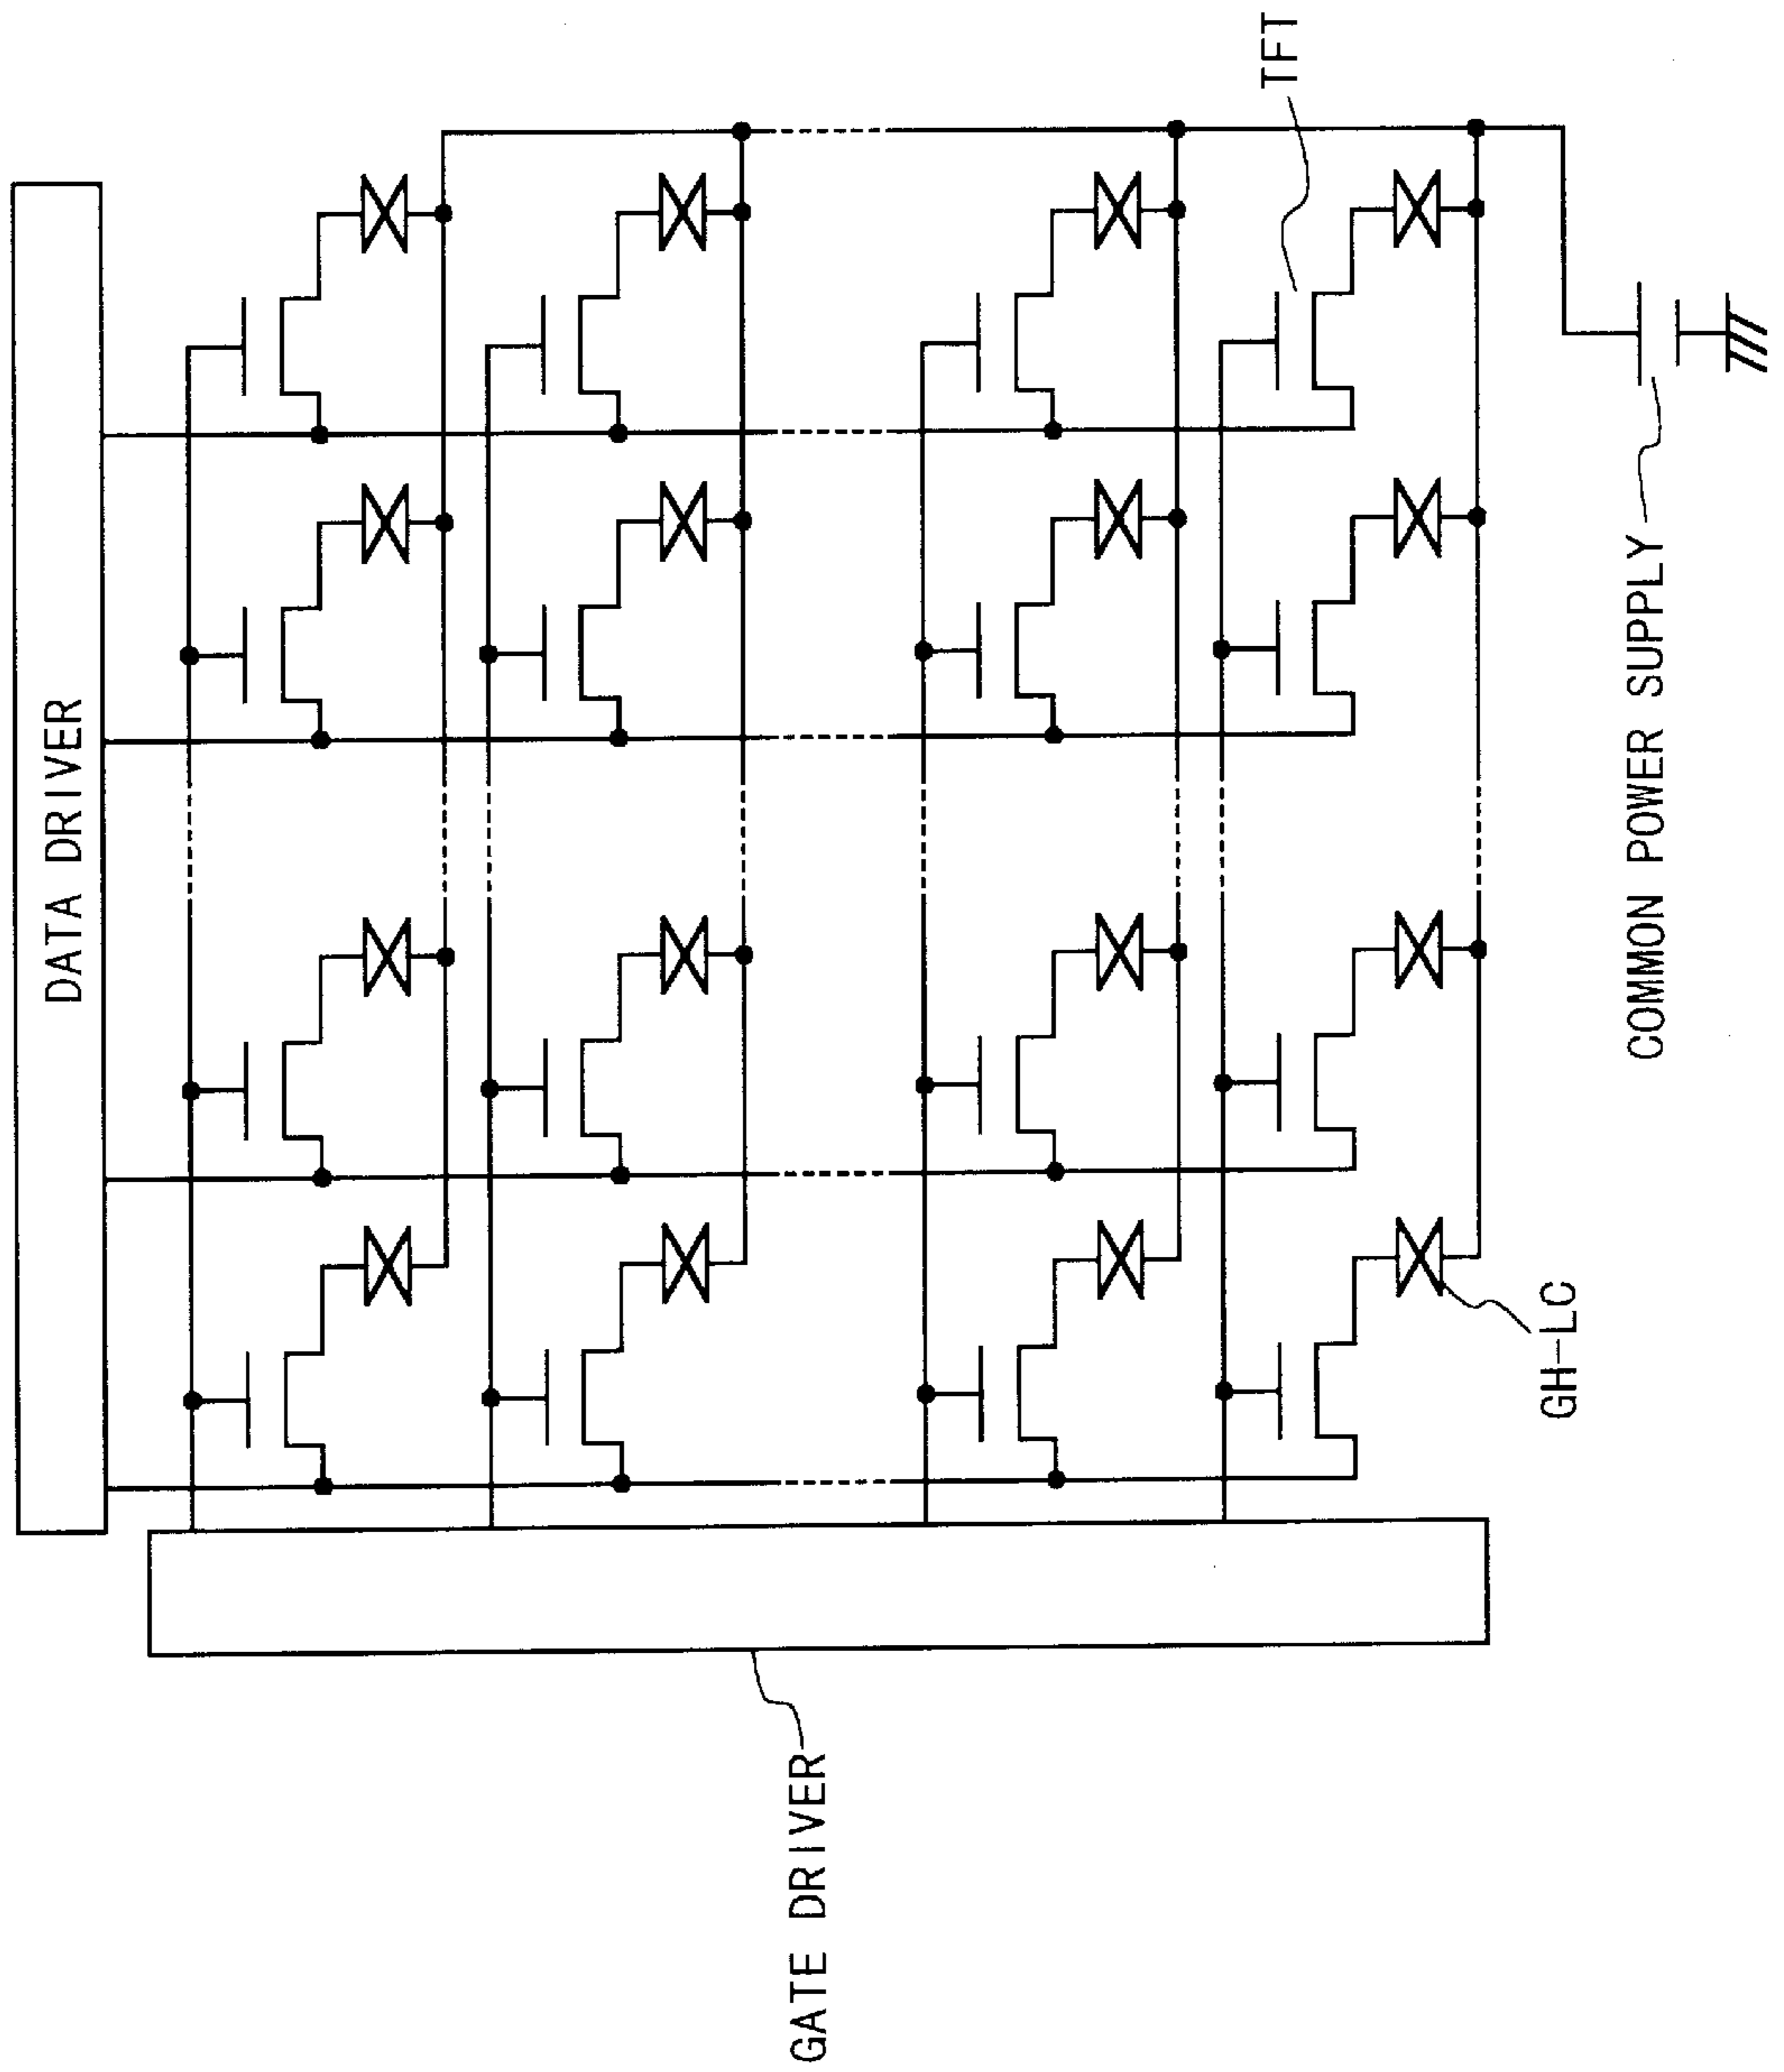 DATA DRIVER
TFT
COMMON POWER SUPPLY
GH-LC
GATE DRIVER